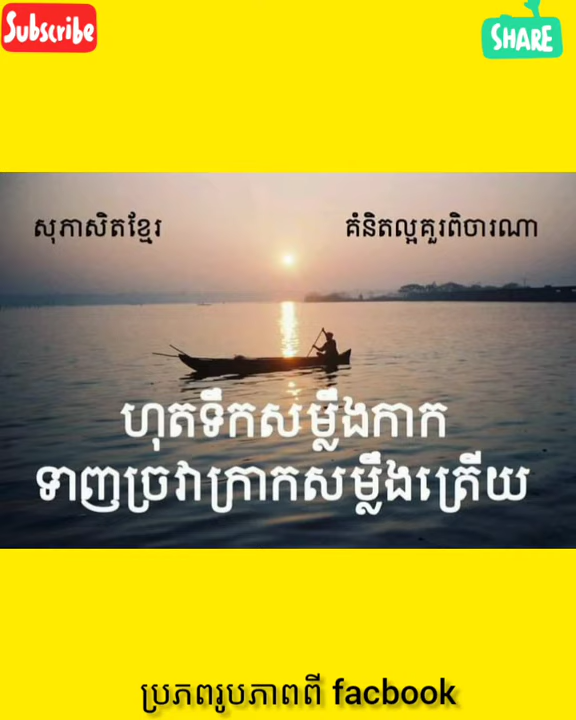 Subscribe
SHARE
សុភាសិតខ្មែរ
គំនិតល្អគួរពិចារណា
ហុតទឹកសម្លឹងកាក
ទាញច្រវាក្រាកសម្លឹងត្រើយ
ប្រភពរូបភាពពី facbook